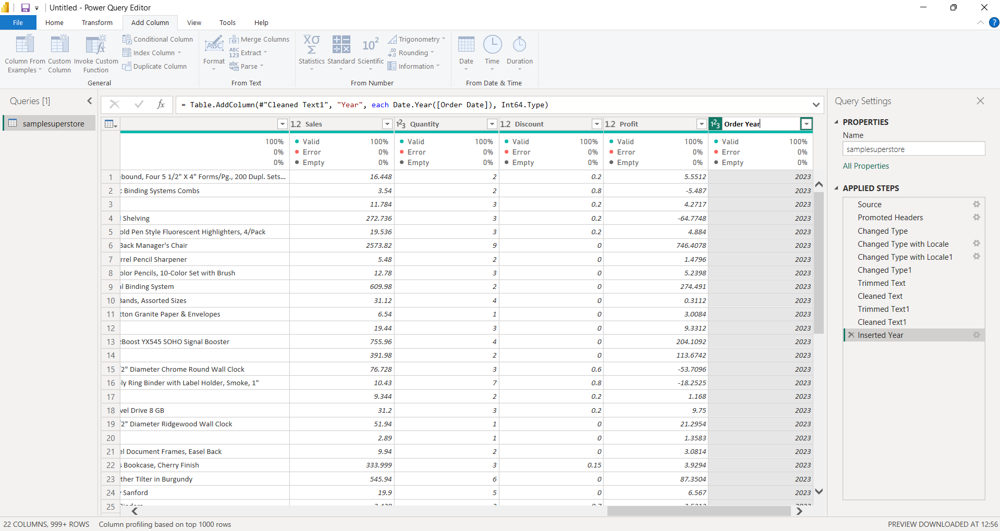 Untitled - Power Query Editor
File Home Transform Add Column View Tools Help
Column From Examples
Custom Column
Invoke Custom Function
Conditional Column
Index Column
Duplicate Column
General
Format
Merge Columns
Extract
Parse
From Text
Statistics
Standard
Scientific
Trigonometry
Rounding
Information
From Number
Date
Time
Duration
From Date & Time
Queries [1]
samplesuperstore
= Table.AddColumn(#"Cleaned Text1", "Year", each Date.Year([Order Date]), Int64.Type)
1.2 Sales 123 Quantity 1.2 Discount 1.2 Profit 123 Order Year
100% Valid 100% Valid 100% Valid 100% Valid 100% Valid 100%
0% Error 0% Error 0% Error 0% Error 0% Error 0%
0% Empty 0% Empty 0% Empty 0% Empty 0% Empty 0%
1 bound, Four 5 1/2" X 4" Forms/Pg., 200 Dupl. Sets... 16.448 2 0.2 5.5512 2023
2 Binding Systems Combs 3.54 2 0.8 -5.487 2023
3 11.784 3 0.2 4.2717 2023
4 Shelving 272.736 3 0.2 -64.7748 2023
5 old Pen Style Fluorescent Highlighters, 4/Pack 19.536 3 0.2 4.884 2023
6 Back Manager's Chair 2573.82 9 0 746.4078 2023
7 rrel Pencil Sharpener 5.48 2 0 1.4796 2023
8 olor Pencils, 10-Color Set with Brush 12.78 3 0 5.2398 2023
9 l Binding System 609.98 2 0 274.491 2023
10 Bands, Assorted Sizes 31.12 4 0 0.3112 2023
11 tton Granite Paper & Envelopes 6.54 1 0 3.0084 2023
12 19.44 3 0 9.3312 2023
13 zBoost YX545 SOHO Signal Booster 755.96 4 0 204.1092 2023
14 391.98 2 0 113.6742 2023
15 /2" Diameter Chrome Round Wall Clock 76.728 3 0.6 -53.7096 2023
16 ly Ring Binder with Label Holder, Smoke, 1" 10.43 7 0.8 -18.2525 2023
17 9.344 2 0.2 1.168 2023
18 vel Drive 8 GB 31.2 3 0.2 9.75 2023
19 /2" Diameter Ridgewood Wall Clock 51.94 1 0 21.2954 2023
20 2.89 1 0 1.3583 2023
21 el Document Frames, Easel Back 9.94 2 0 3.0814 2023
22 s Bookcase, Cherry Finish 333.999 3 0.15 3.9294 2023
23 ther Tilter in Burgundy 545.94 6 0 87.3504 2023
24 Sanford 19.9 5 0 6.567 2023
25
Query Settings
PROPERTIES
Name
samplesuperstore
All Properties
APPLIED STEPS
Source
Promoted Headers
Changed Type
Changed Type with Locale
Changed Type with Locale1
Changed Type1
Trimmed Text
Cleaned Text
Trimmed Text1
Cleaned Text1
Inserted Year
22 COLUMNS, 999+ ROWS Column profiling based on top 1000 rows
PREVIEW DOWNLOADED AT 12:56